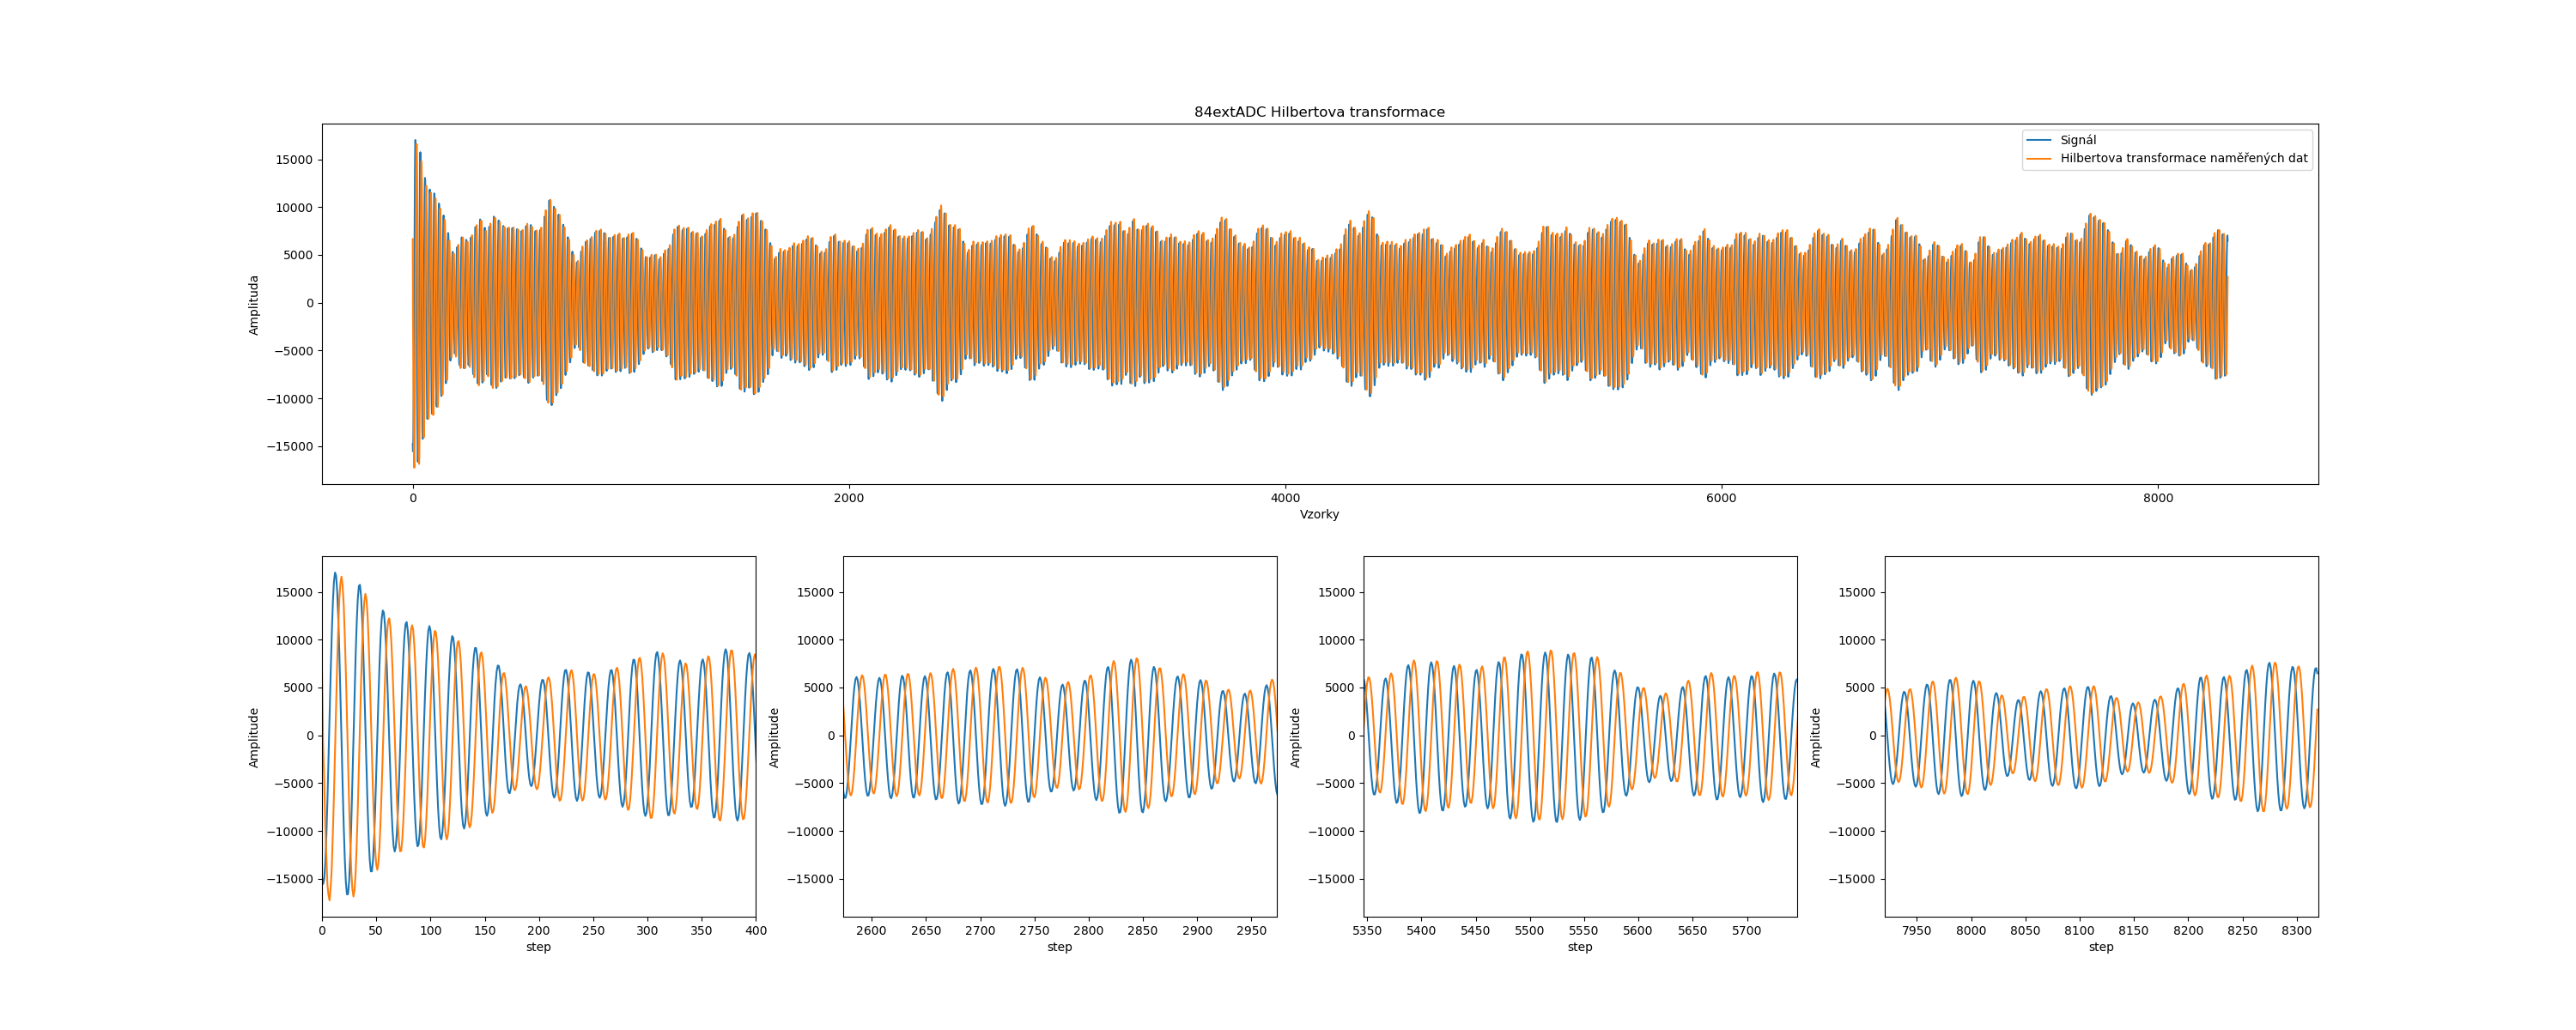 84extADC Hilbertova transformace
Signál
Hilbertova transformace naměřených dat
Amplituda
15000
10000
5000
0
−5000
−10000
−15000
0 2000 4000 6000 8000
Vzorky
Amplitude
15000
10000
5000
0
−5000
−10000
−15000
0 50 100 150 200 250 300 350 400
step
Amplitude
15000
10000
5000
0
−5000
−10000
−15000
2600 2650 2700 2750 2800 2850 2900 2950
step
Amplitude
15000
10000
5000
0
−5000
−10000
−15000
5350 5400 5450 5500 5550 5600 5650 5700
step
Amplitude
15000
10000
5000
0
−5000
−10000
−15000
7950 8000 8050 8100 8150 8200 8250 8300
step